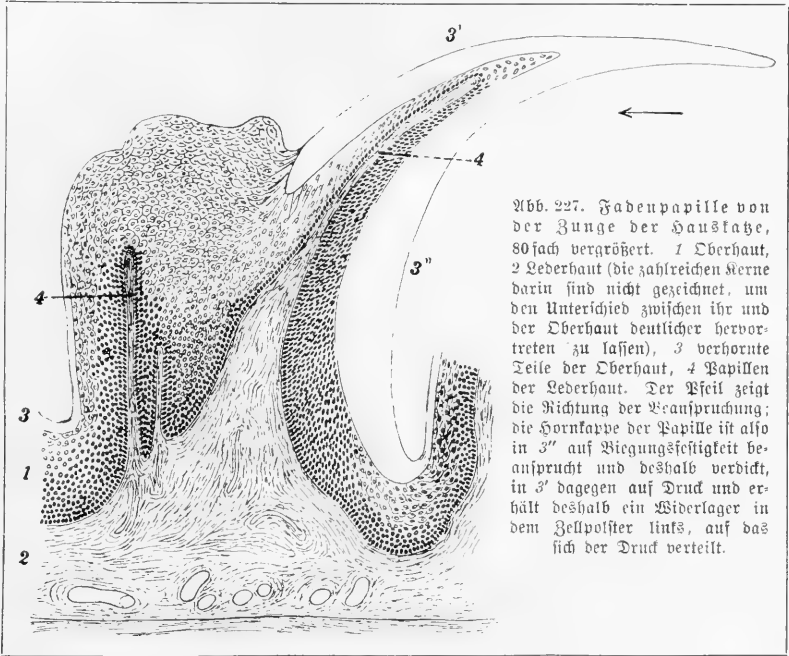 3'
4
Abb. 227. Fadenpapille von
der Zunge der Hauskatze,
80fach vergrößert. 1 Oberhaut,
2 Lederhaut (die zahlreichen Kerne
darin sind nicht gezeichnet, um
den Unterschied zwischen ihr und
der Oberhaut deutlicher hervor-
treten zu lassen), 3 verhornte
Teile der Oberhaut, 4 Papillen
der Lederhaut. Der Pfeil zeigt
die Richtung der Beanspruchung;
die Hornkappe der Papille ist also
in 3" auf Biegungsfestigkeit be-
ansprucht und deshalb verdickt,
in 3' dagegen auf Druck und er-
hält deshalb ein Widerlager in
dem Zellpolster links, auf das
sich der Druck verteilt.
3"
4
3
1
2